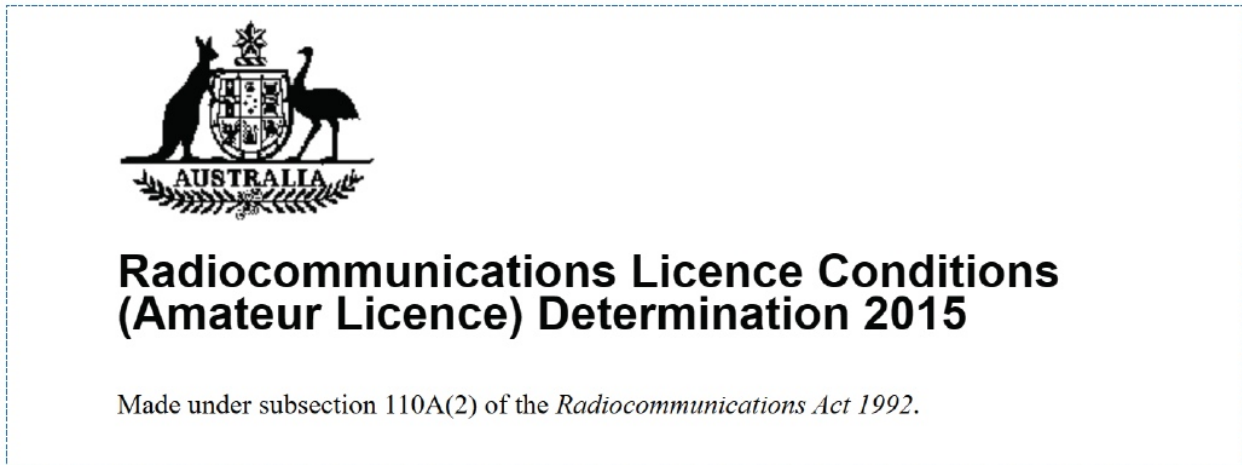 AUSTRALIA
Radiocommunications Licence Conditions
(Amateur Licence) Determination 2015
Made under subsection 110A(2) of the Radiocommunications Act 1992.